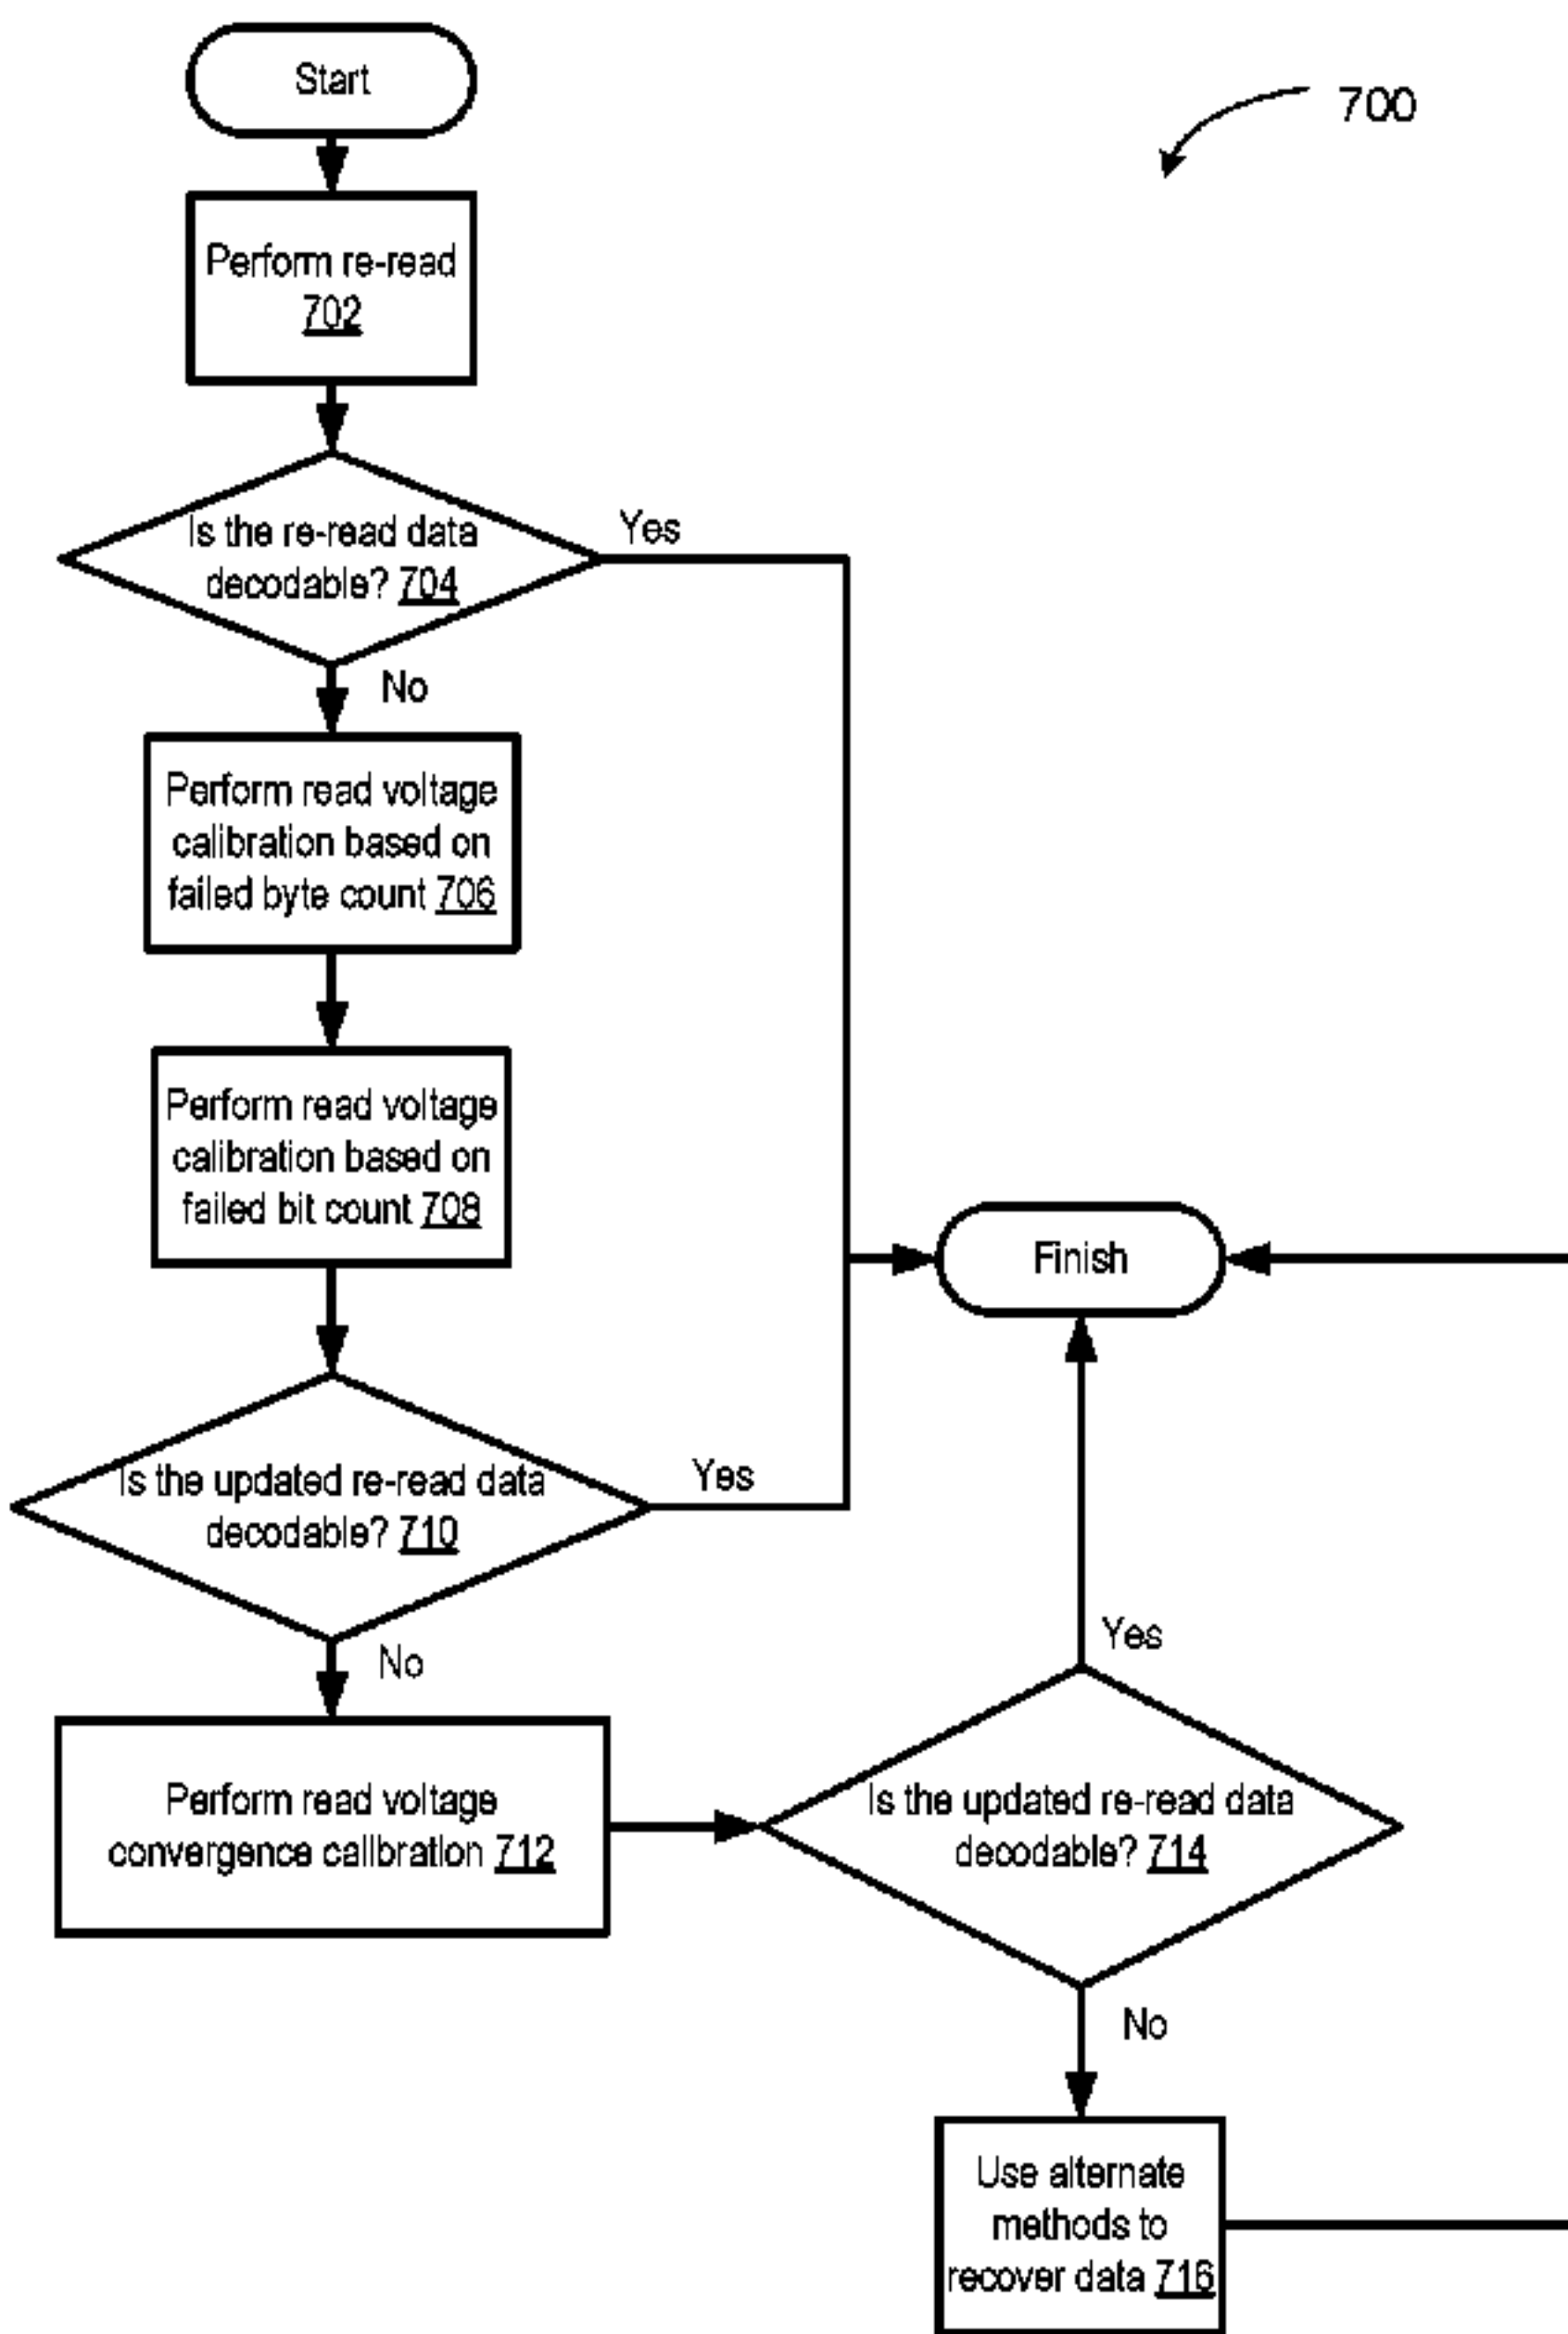 Start
700
Perform re-read
702
Is the re-read data
decodable? 704
Yes
No
Perform read voltage
calibration based on
failed byte count 706
Perform read voltage
calibration based on
failed bit count 708
Finish
Is the updated re-read data
decodable? 710
Yes
No
Perform read voltage
convergence calibration 712
Yes
Is the updated re-read data
decodable? 714
No
Use alternate
methods to
recover data 716